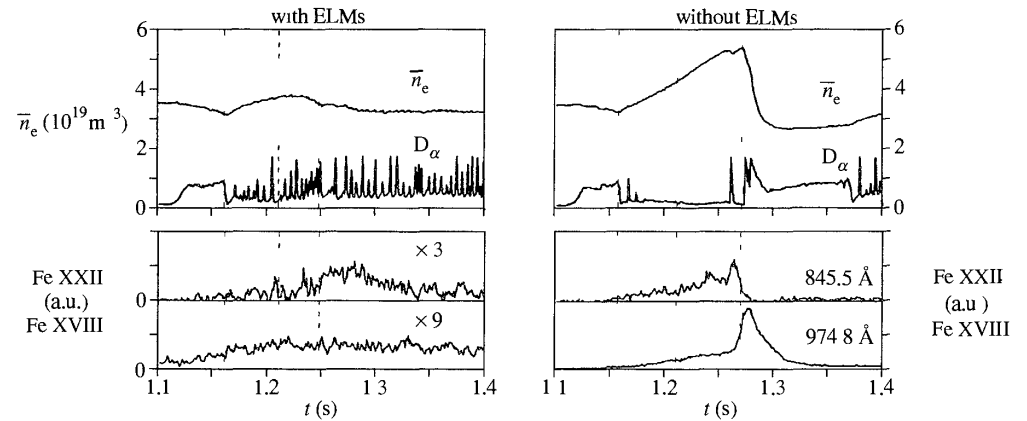 with ELMs
without ELMs
6
4
2
0
n̅e (10^19 m 3)
n̅e
Dα
6
4
2
0
n̅e
Dα
Fe XXII
(a.u.)
Fe XVIII
0
0
× 3
× 9
845.5 Å
974 8 Å
Fe XXII
(a.u )
Fe XVIII
1.1
1.2
1 3
1.4
t (s)
1 1
1.2
1.3
1.4
t (s)